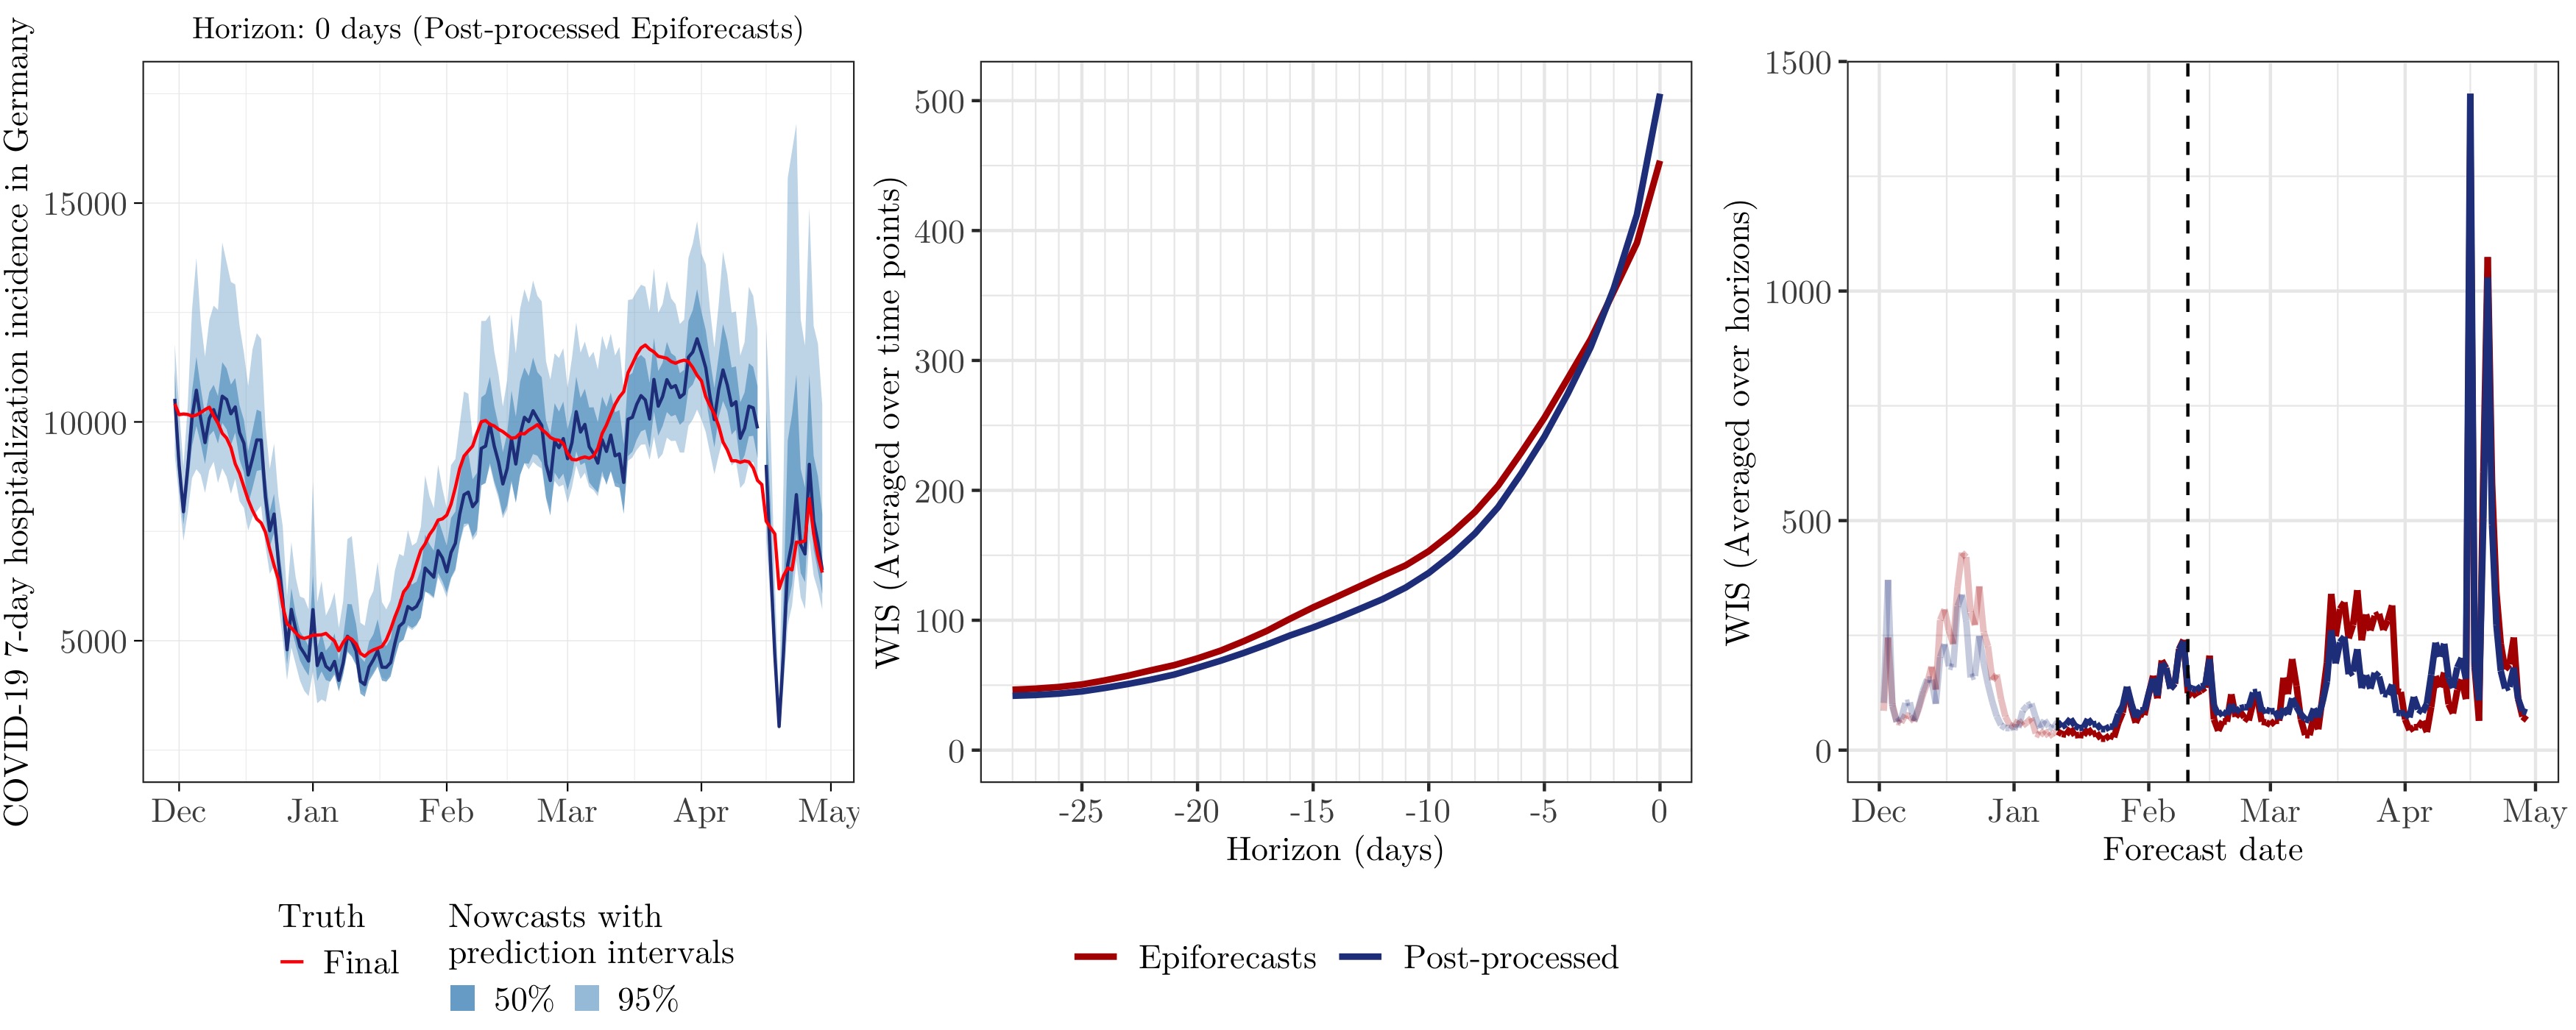 Horizon: 0 days (Post-processed Epiforecasts)
COVID-19 7-day hospitalization incidence in Germany
15000
10000
5000
Dec Jan Feb Mar Apr May
Truth
Final
Nowcasts with
prediction intervals
50% 95%
WIS (Averaged over time points)
500
400
300
200
100
0
-25 -20 -15 -10 -5 0
Horizon (days)
Epiforecasts Post-processed
WIS (Averaged over horizons)
1500
1000
500
0
Dec Jan Feb Mar Apr May
Forecast date